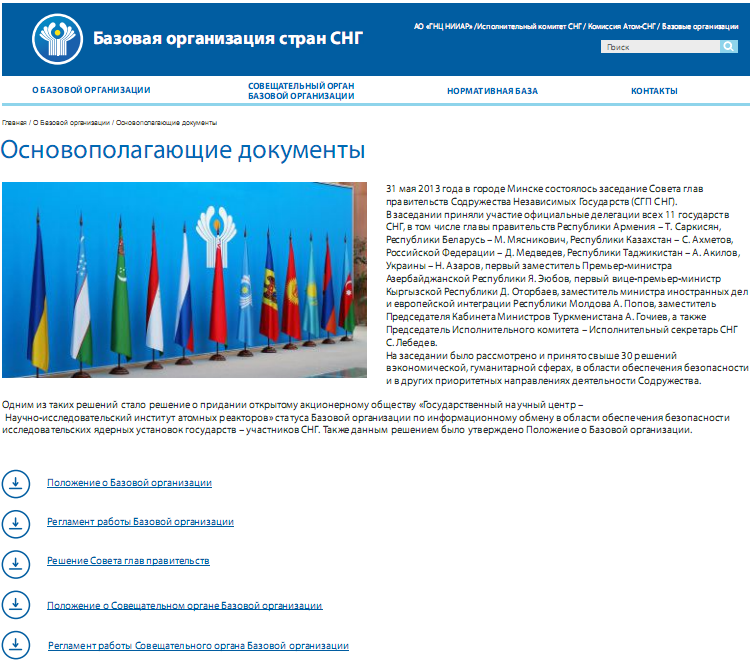 Базовая организация стран СНГ
АО «ГНЦ НИИАР» /Исполнительный комитет СНГ / Комиссия Атом-СНГ / Базовые организации
Поиск
О БАЗОВОЙ ОРГАНИЗАЦИИ
СОВЕЩАТЕЛЬНЫЙ ОРГАН
БАЗОВОЙ ОРГАНИЗАЦИИ
НОРМАТИВНАЯ БАЗА
КОНТАКТЫ
Главная / О Базовой организации / Основополагающие документы
Основополагающие документы
31 мая 2013 года в городе Минске состоялось заседание Совета глав
правительств Содружества Независимых Государств (СГП СНГ).
В заседании приняли участие официальные делегации всех 11 государств
СНГ, в том числе главы правительств Республики Армения – Т. Саркисян,
Республики Беларусь – М. Мясникович, Республики Казахстан – С. Ахметов,
Российской Федерации – Д. Медведев, Республики Таджикистан – А. Акилов,
Украины – Н. Азаров, первый заместитель Премьер-министра
Азербайджанской Республики Я. Эюбов, первый вице-премьер-министр
Кыргызской Республики Д. Оторбаев, заместитель министра иностранных дел
и европейской интеграции Республики Молдова А. Попов, заместитель
Председателя Кабинета Министров Туркменистана А. Гочиев, а также
Председатель Исполнительного комитета – Исполнительный секретарь СНГ
С. Лебедев.
На заседании было рассмотрено и принято свыше 30 решений
вэкономической, гуманитарной сферах, в области обеспечения безопасности
и в других приоритетных направлениях деятельности Содружества.
Одним из таких решений стало решение о придании открытому акционерному обществу «Государственный научный центр –
Научно-исследовательский институт атомных реакторов» статуса Базовой организации по информационному обмену в области обеспечения безопасности
исследовательских ядерных установок государств – участников СНГ. Также данным решением было утверждено Положение о Базовой организации.
Положение о Базовой организации
Регламент работы Базовой организации
Решение Совета глав правительств
Положение о Совещательном органе Базовой организации
Регламент работы Совещательного органа Базовой организации